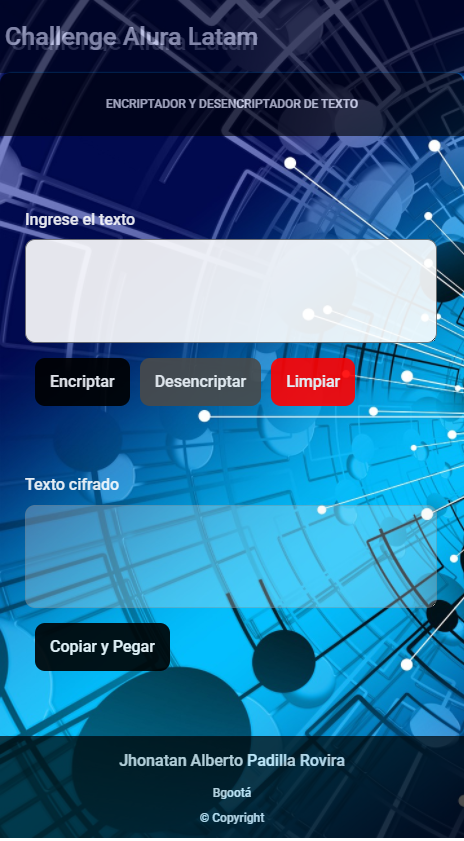 Challenge Alura Latam
ENCRIPTADOR Y DESENCRIPTADOR DE TEXTO
Ingrese el texto
Encriptar Desencriptar Limpiar
Texto cifrado
Copiar y Pegar
Jhonatan Alberto Padilla Rovira
Bgootá
© Copyright